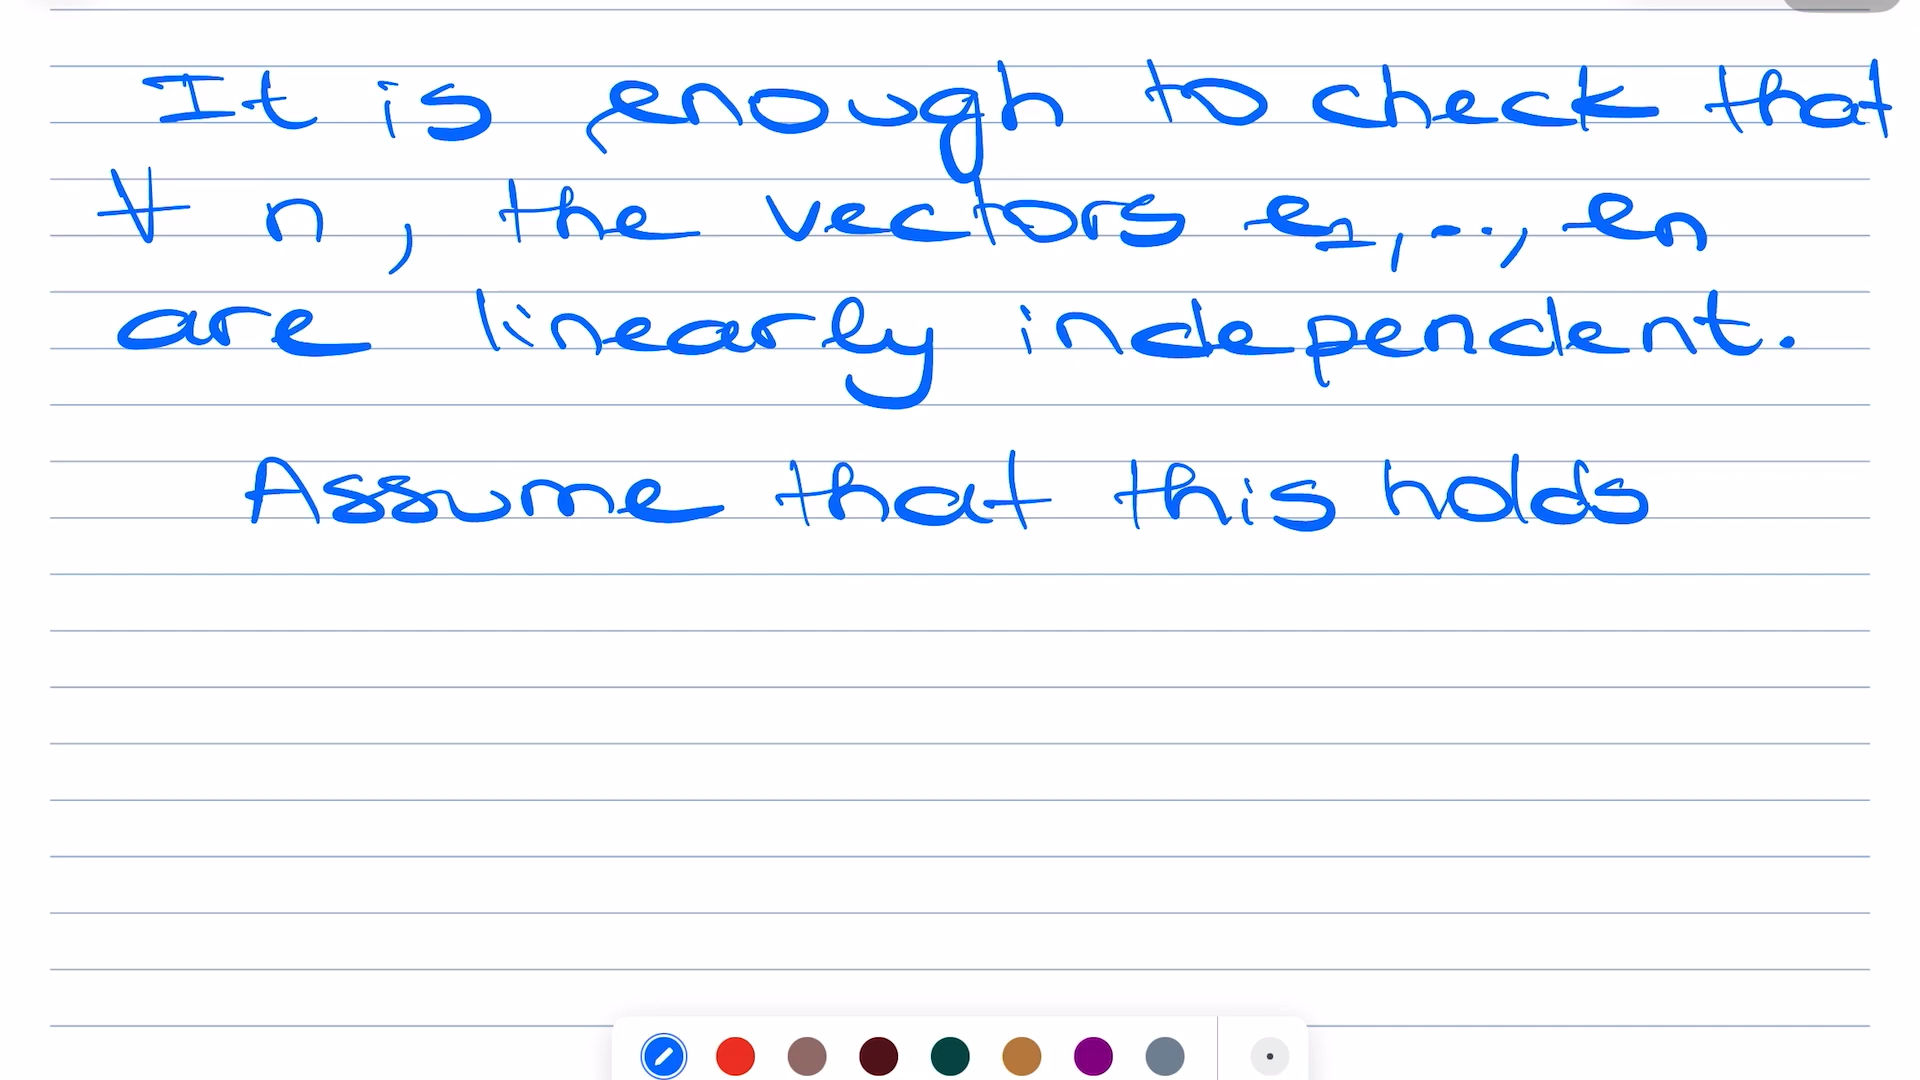 It is enough to check that
∀ n, the vectors e₁,..., en
are linearly independent.
Assume that this holds